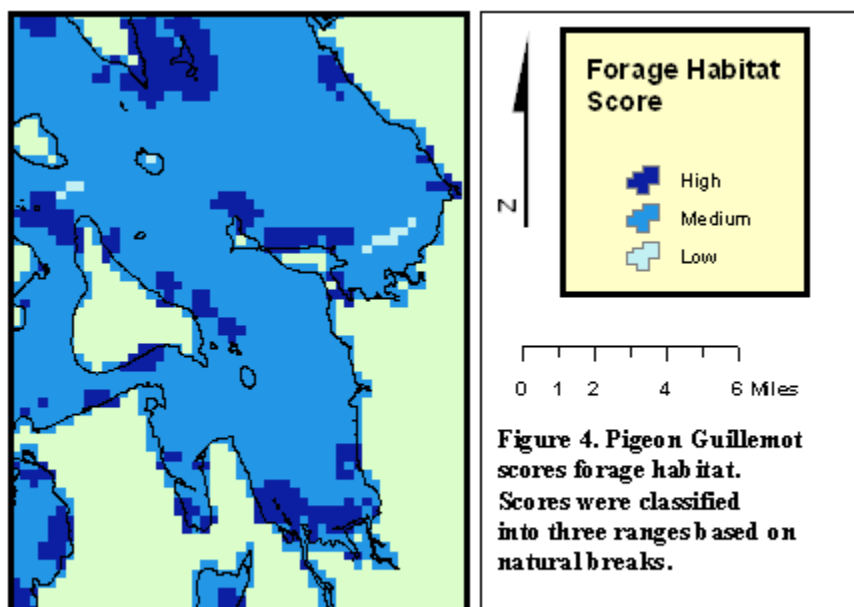 Forage Habitat
Score
High
Medium
Low
N
0 1 2 4 6 Miles
Figure 4. Pigeon Guillemot
scores forage habitat.
Scores were classified
into three ranges based on
natural breaks.